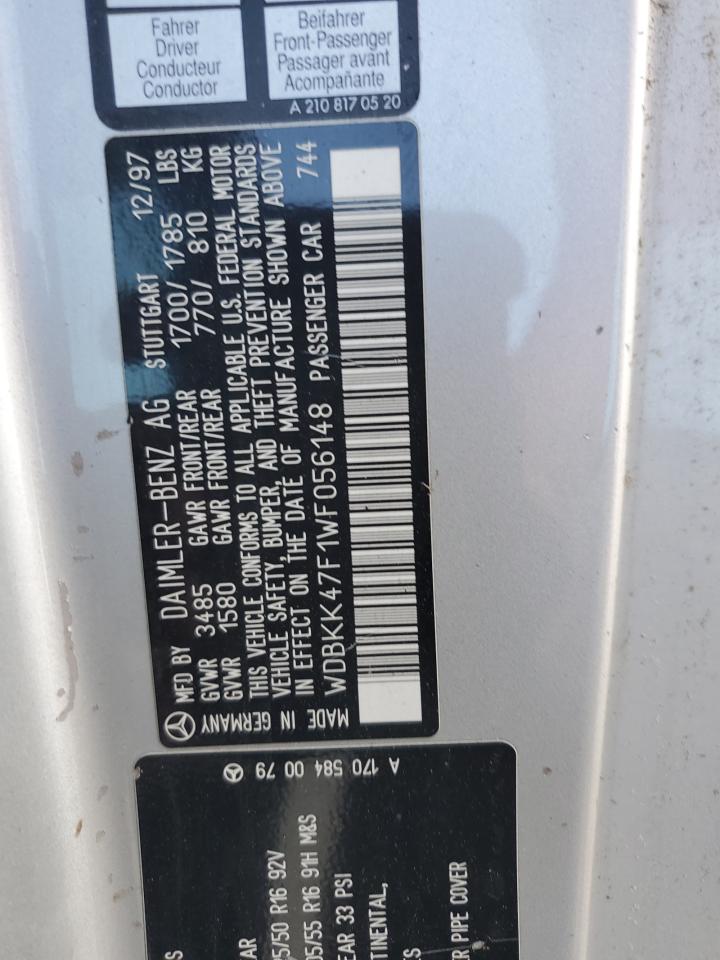 Fahrer
Driver
Conducteur
Conductor
Beifahrer
Front-Passenger
Passager avant
Acompañante
A 210 817 05 20
MFD BY DAIMLER-BENZ AG STUTTGART 12/97
GVWR 3485 GAWR FRONT/REAR 1700/ 1785 LBS
GVWR 1580 GAWR FRONT/REAR 770/ 810 KG
THIS VEHICLE CONFORMS TO ALL APPLICABLE U.S. FEDERAL MOTOR
VEHICLE SAFETY, BUMPER, AND THEFT PREVENTION STANDARDS
IN EFFECT ON THE DATE OF MANUFACTURE SHOWN ABOVE
WDBKK47F1WF056148 PASSENGER CAR 744
MADE IN GERMANY
A 170 584 00 79
5/50 R16 92V
05/55 R16 91H M&S
EAR 33 PSI
TINENTAL,
PIPE COVER